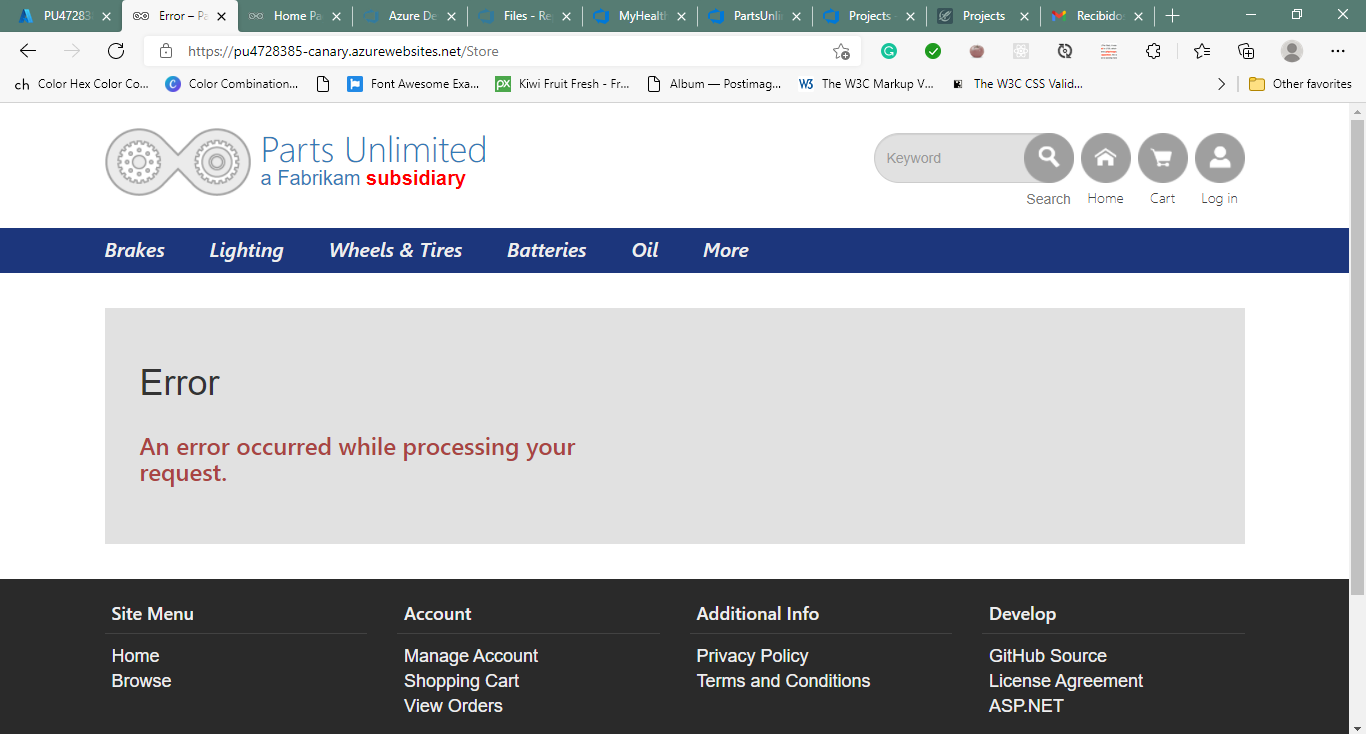 PU47283
Error – Pa
Home Pa
Azure De
Files - Re
MyHealth
PartsUnli
Projects -
Projects
Recibidos
https://pu4728385-canary.azurewebsites.net/Store
ch Color Hex Color Co...
C Color Combination...
Font Awesome Exa...
px Kiwi Fruit Fresh - Fr...
Album — Postimag...
W3 The W3C Markup V...
The W3C CSS Valid...
Other favorites
Parts Unlimited
a Fabrikam subsidiary
Keyword
Search
Home
Cart
Log in
Brakes Lighting Wheels & Tires Batteries Oil More
Error
An error occurred while processing your
request.
Site Menu
Home
Browse
Account
Manage Account
Shopping Cart
View Orders
Additional Info
Privacy Policy
Terms and Conditions
Develop
GitHub Source
License Agreement
ASP.NET